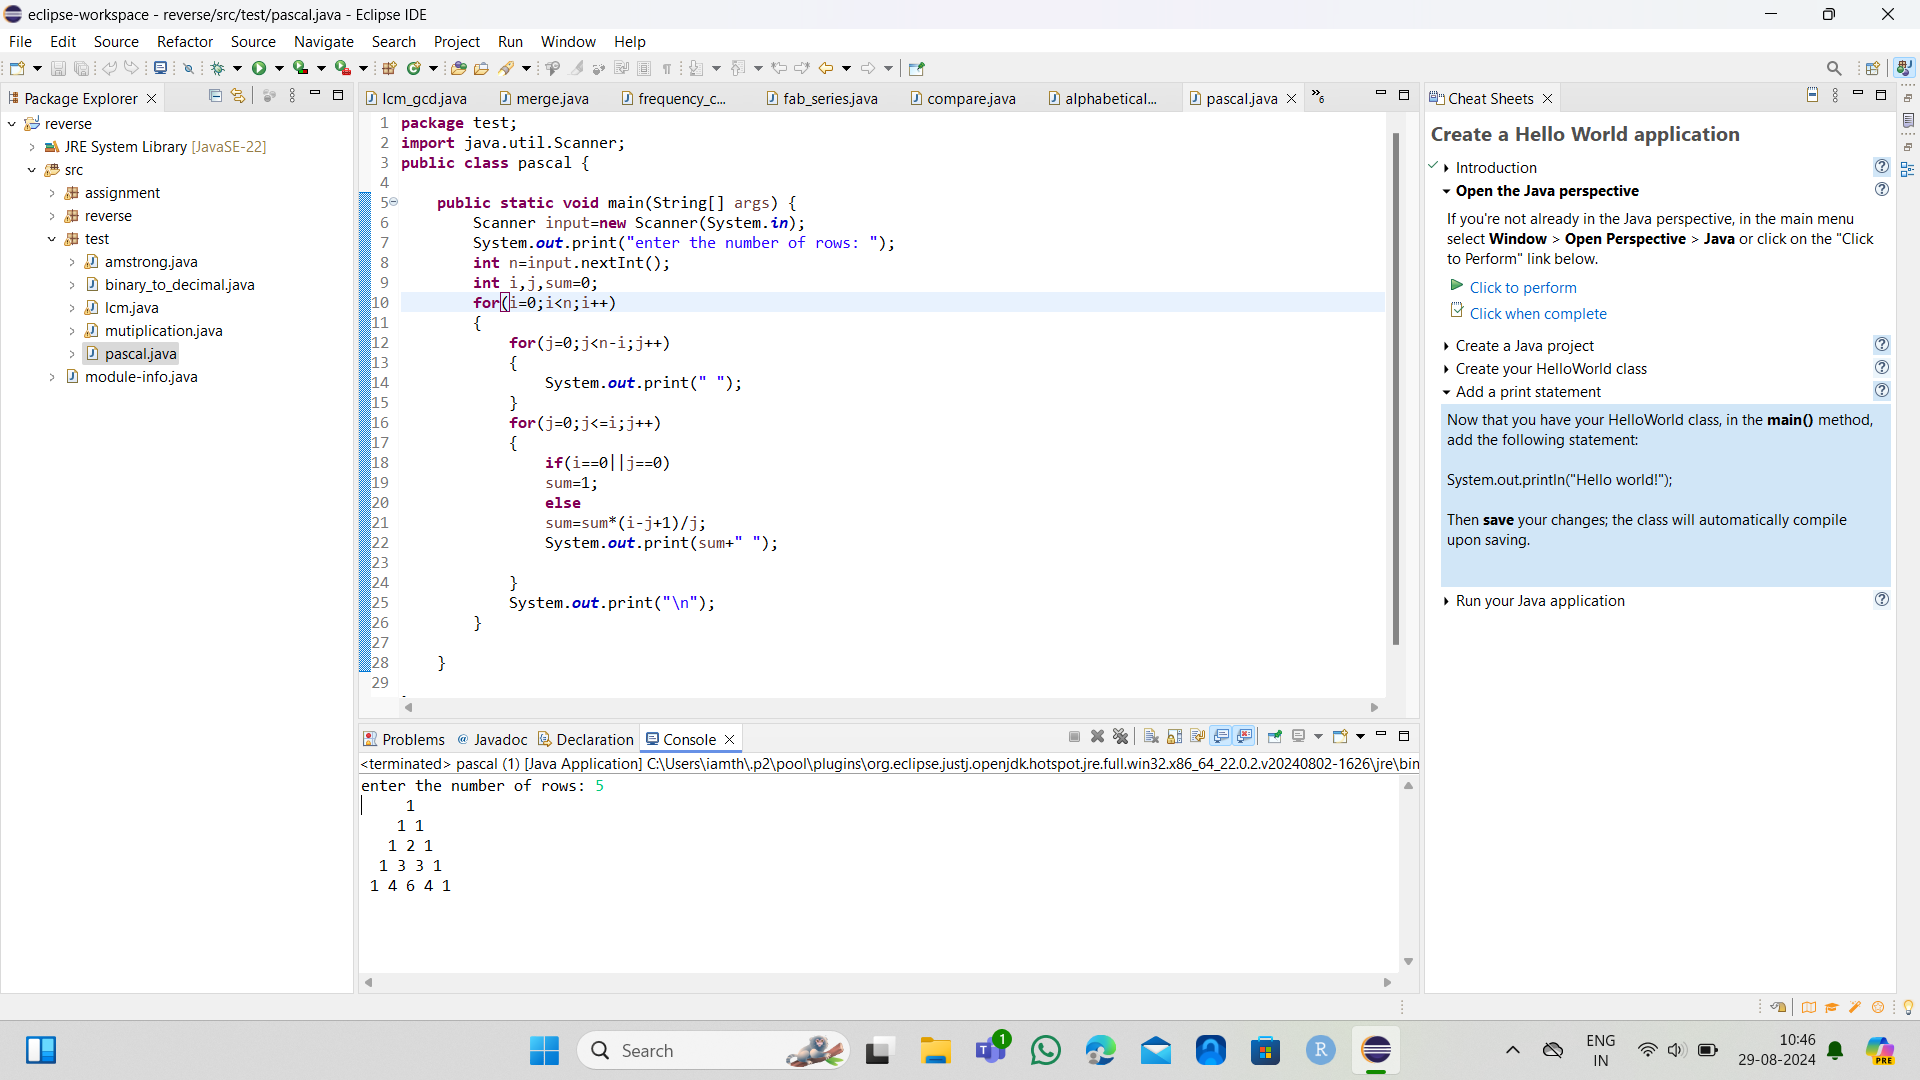 eclipse-workspace - reverse/src/test/pascal.java - Eclipse IDE
File Edit Source Refactor Source Navigate Search Project Run Window Help
Package Explorer
reverse
JRE System Library [JavaSE-22]
src
assignment
reverse
test
amstrong.java
binary_to_decimal.java
lcm.java
mutiplication.java
pascal.java
module-info.java
lcm_gcd.java merge.java frequency_c... fab_series.java compare.java alphabetical... pascal.java »6
1 package test;
2 import java.util.Scanner;
3 public class pascal {
4
5 public static void main(String[] args) {
6 Scanner input=new Scanner(System.in);
7 System.out.print("enter the number of rows: ");
8 int n=input.nextInt();
9 int i,j,sum=0;
10 for(i=0;i<n;i++)
11 {
12 for(j=0;j<n-i;j++)
13 {
14 System.out.print(" ");
15 }
16 for(j=0;j<=i;j++)
17 {
18 if(i==0||j==0)
19 sum=1;
20 else
21 sum=sum*(i-j+1)/j;
22 System.out.print(sum+" ");
23
24 }
25 System.out.print("\n");
26 }
27
28 }
29
Problems @ Javadoc Declaration Console
<terminated> pascal (1) [Java Application] C:\Users\iamth\.p2\pool\plugins\org.eclipse.justj.openjdk.hotspot.jre.full.win32.x86_64_22.0.2.v20240802-1626\jre\bin
enter the number of rows: 5
1
1 1
1 2 1
1 3 3 1
1 4 6 4 1
Cheat Sheets
Create a Hello World application
Introduction
Open the Java perspective
If you're not already in the Java perspective, in the main menu
select Window > Open Perspective > Java or click on the "Click
to Perform" link below.
Click to perform
Click when complete
Create a Java project
Create your HelloWorld class
Add a print statement
Now that you have your HelloWorld class, in the main() method,
add the following statement:
System.out.println("Hello world!");
Then save your changes; the class will automatically compile
upon saving.
Run your Java application
Search
1
R
ENG
IN
10:46
29-08-2024
PRE